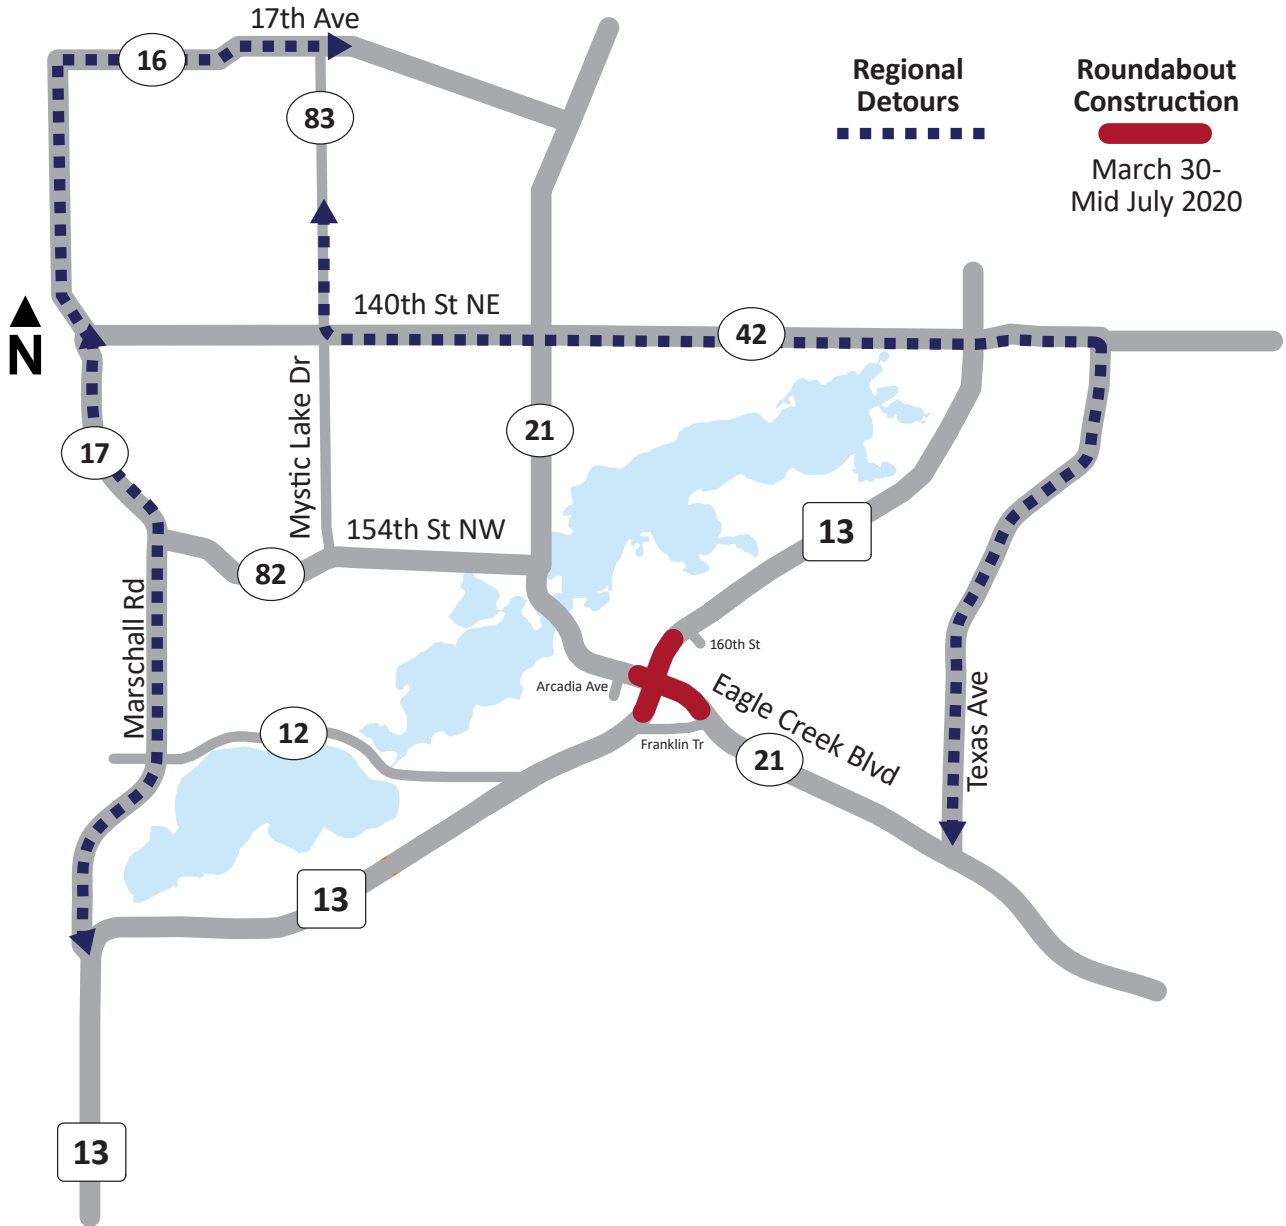 17th Ave
16
83
Regional
Detours
Roundabout
Construction
March 30-
Mid July 2020
N
140th St NE
42
Mystic Lake Dr
21
17
154th St NW
13
82
Marschall Rd
160th St
Arcadia Ave
Eagle Creek Blvd
Texas Ave
12
Franklin Tr
21
13
13